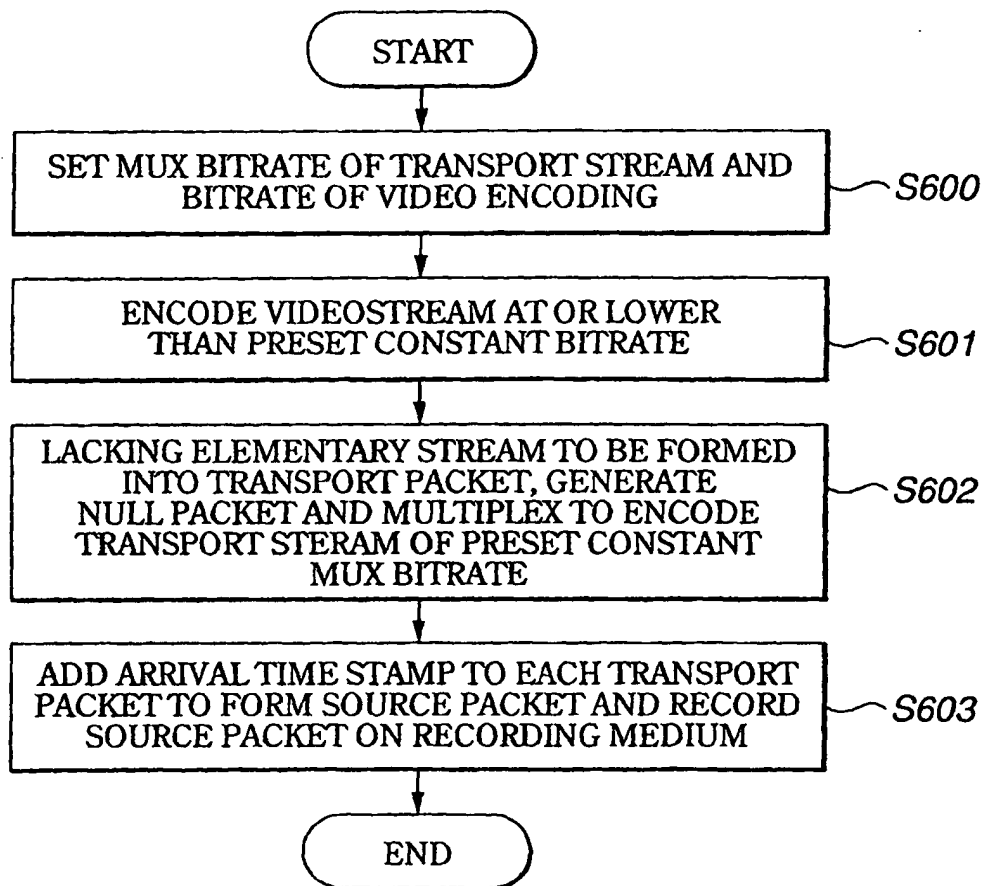 START
SET MUX BITRATE OF TRANSPORT STREAM AND
BITRATE OF VIDEO ENCODING
S600
ENCODE VIDEOSTREAM AT OR LOWER
THAN PRESET CONSTANT BITRATE
S601
LACKING ELEMENTARY STREAM TO BE FORMED
INTO TRANSPORT PACKET, GENERATE
NULL PACKET AND MULTIPLEX TO ENCODE
TRANSPORT STERAM OF PRESET CONSTANT
MUX BITRATE
S602
ADD ARRIVAL TIME STAMP TO EACH TRANSPORT
PACKET TO FORM SOURCE PACKET AND RECORD
SOURCE PACKET ON RECORDING MEDIUM
S603
END